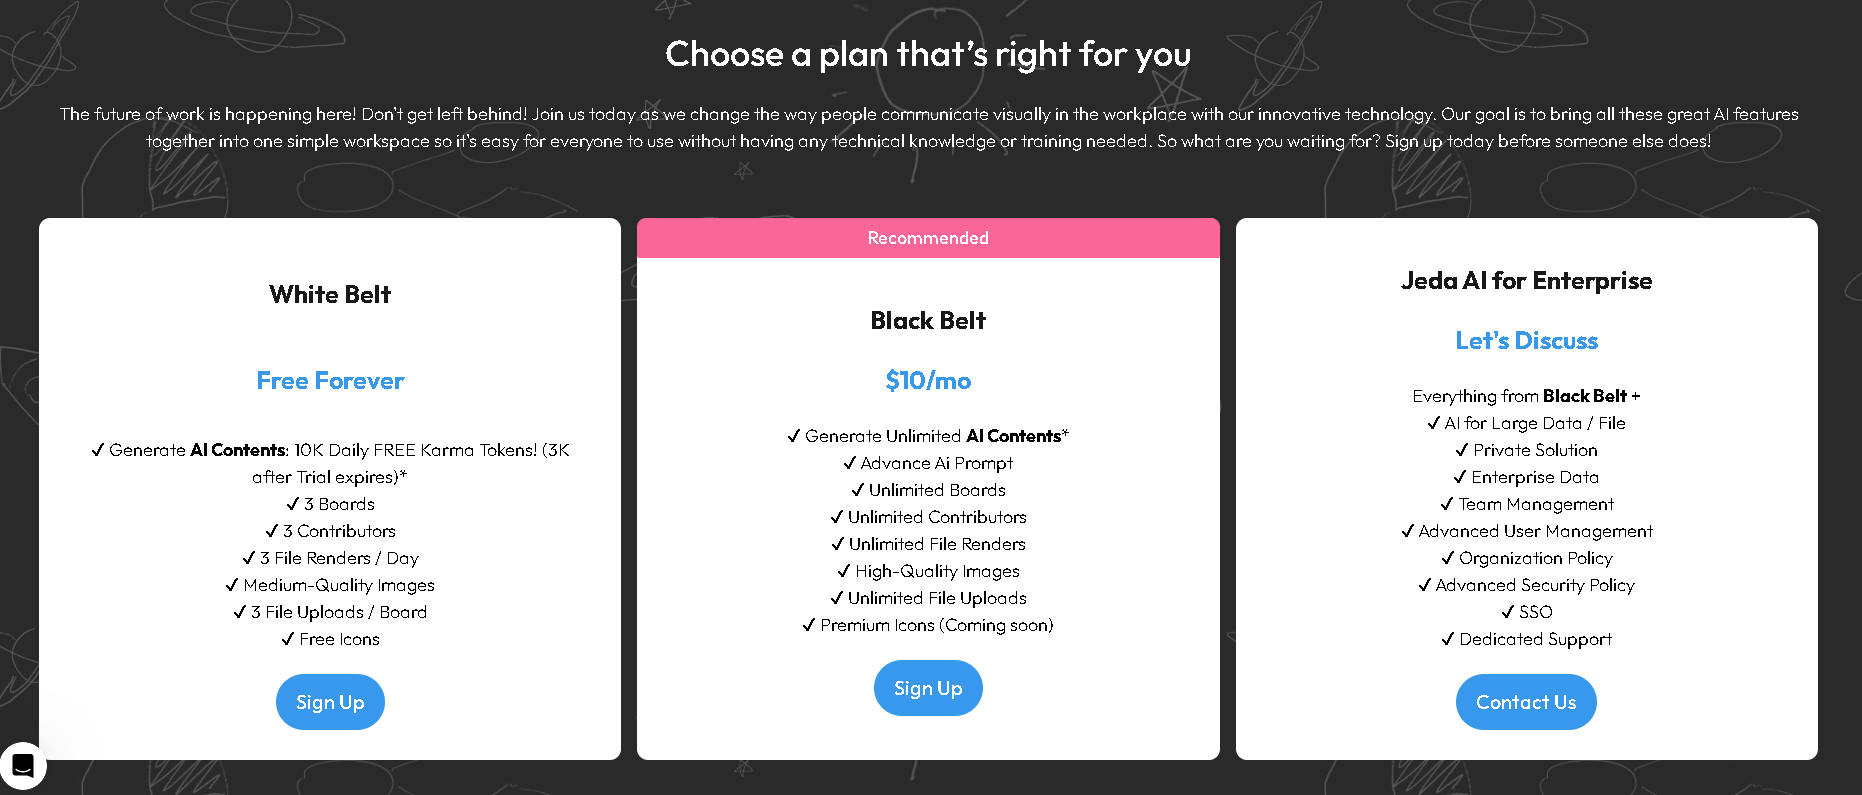 Choose a plan that's right for you
The future of work is happening here! Don't get left behind! Join us today as we change the way people communicate visually in the workplace with our innovative technology. Our goal is to bring all these great AI features
together into one simple workspace so it's easy for everyone to use without having any technical knowledge or training needed. So what are you waiting for? Sign up today before someone else does!
White Belt
Free Forever
✓ Generate AI Contents: 10K Daily FREE Karma Tokens! (3K
after Trial expires)*
✓ 3 Boards
✓ 3 Contributors
✓ 3 File Renders / Day
✓ Medium-Quality Images
✓ 3 File Uploads / Board
✓ Free Icons
Sign Up
Recommended
Black Belt
$10/mo
✓ Generate Unlimited AI Contents*
✓ Advance Ai Prompt
✓ Unlimited Boards
✓ Unlimited Contributors
✓ Unlimited File Renders
✓ High-Quality Images
✓ Unlimited File Uploads
✓ Premium Icons (Coming soon)
Sign Up
Jeda AI for Enterprise
Let's Discuss
Everything from Black Belt +
✓ AI for Large Data / File
✓ Private Solution
✓ Enterprise Data
✓ Team Management
✓ Advanced User Management
✓ Organization Policy
✓ Advanced Security Policy
✓ SSO
✓ Dedicated Support
Contact Us